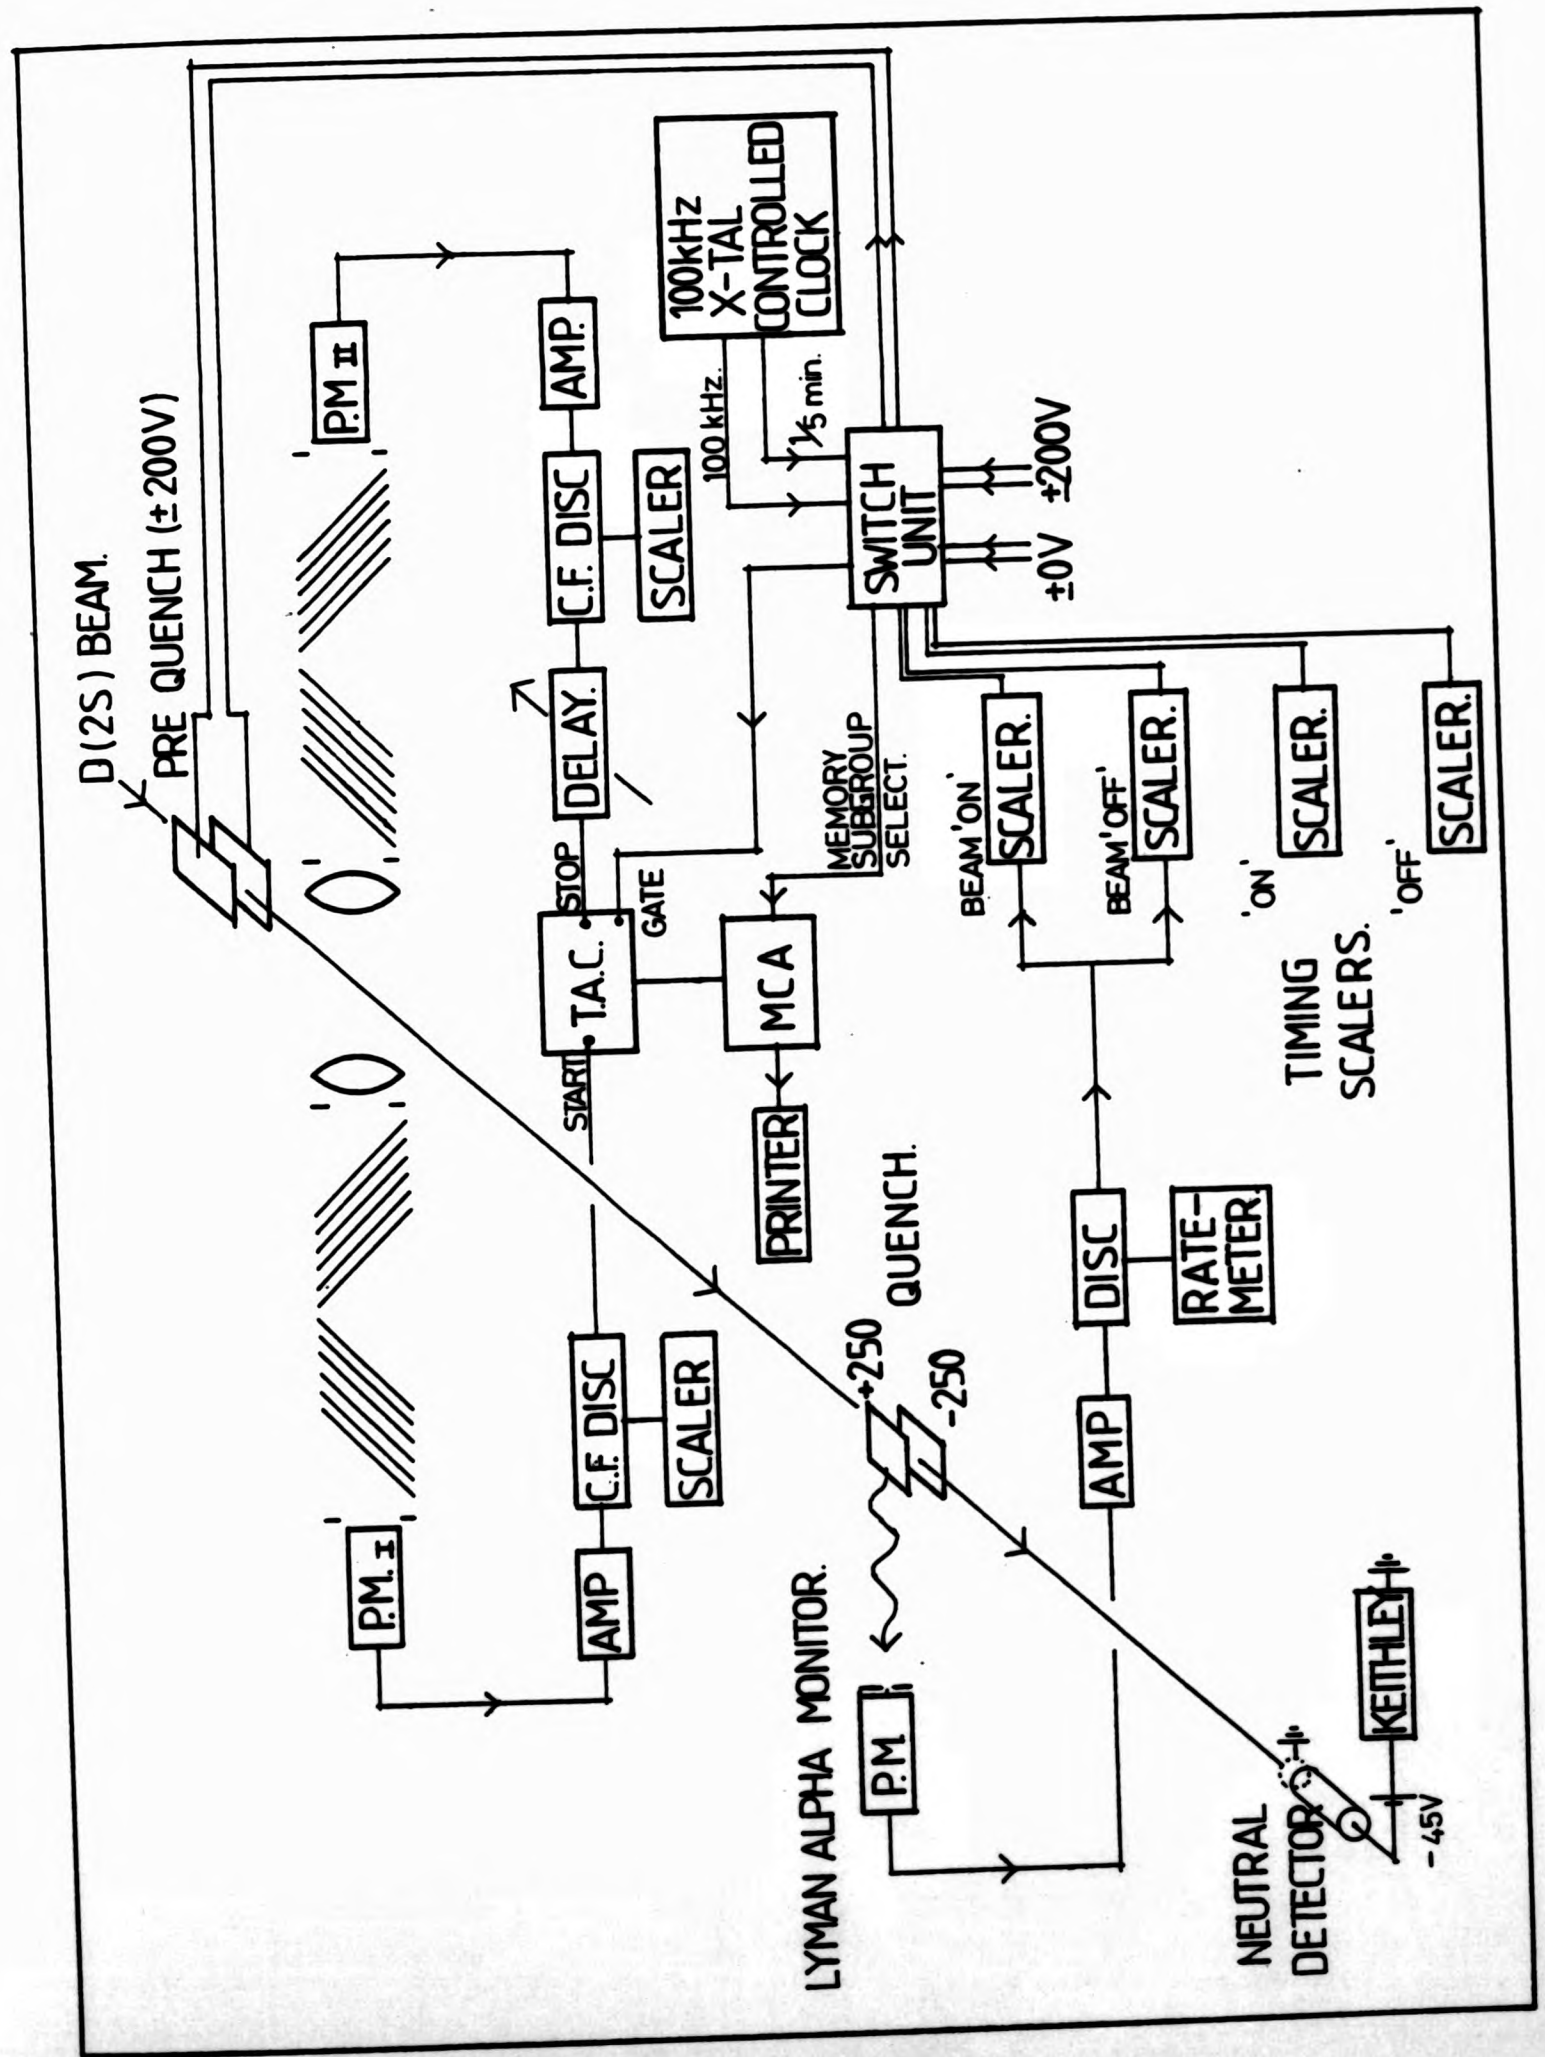 D(2S) BEAM.
PRE QUENCH (±200V)
P.M. I
P.M II
AMP
C.F. DISC
SCALER
START
T.A.C.
STOP
GATE
DELAY.
C.F. DISC
SCALER
AMP.
100kHz
X-TAL
CONTROLLED
CLOCK
100 kHz.
1/5 min.
PRINTER
MCA
MEMORY
SUBGROUP
SELECT.
SWITCH
UNIT
±0V
±200V
LYMAN ALPHA MONITOR.
P.M.
+250
-250
QUENCH.
AMP
DISC
RATE-
METER.
BEAM 'ON'
SCALER.
BEAM 'OFF'
SCALER.
TIMING
SCALERS.
'ON'
SCALER.
'OFF'
SCALER.
NEUTRAL
DETECTOR
KEITHLEY
-45V